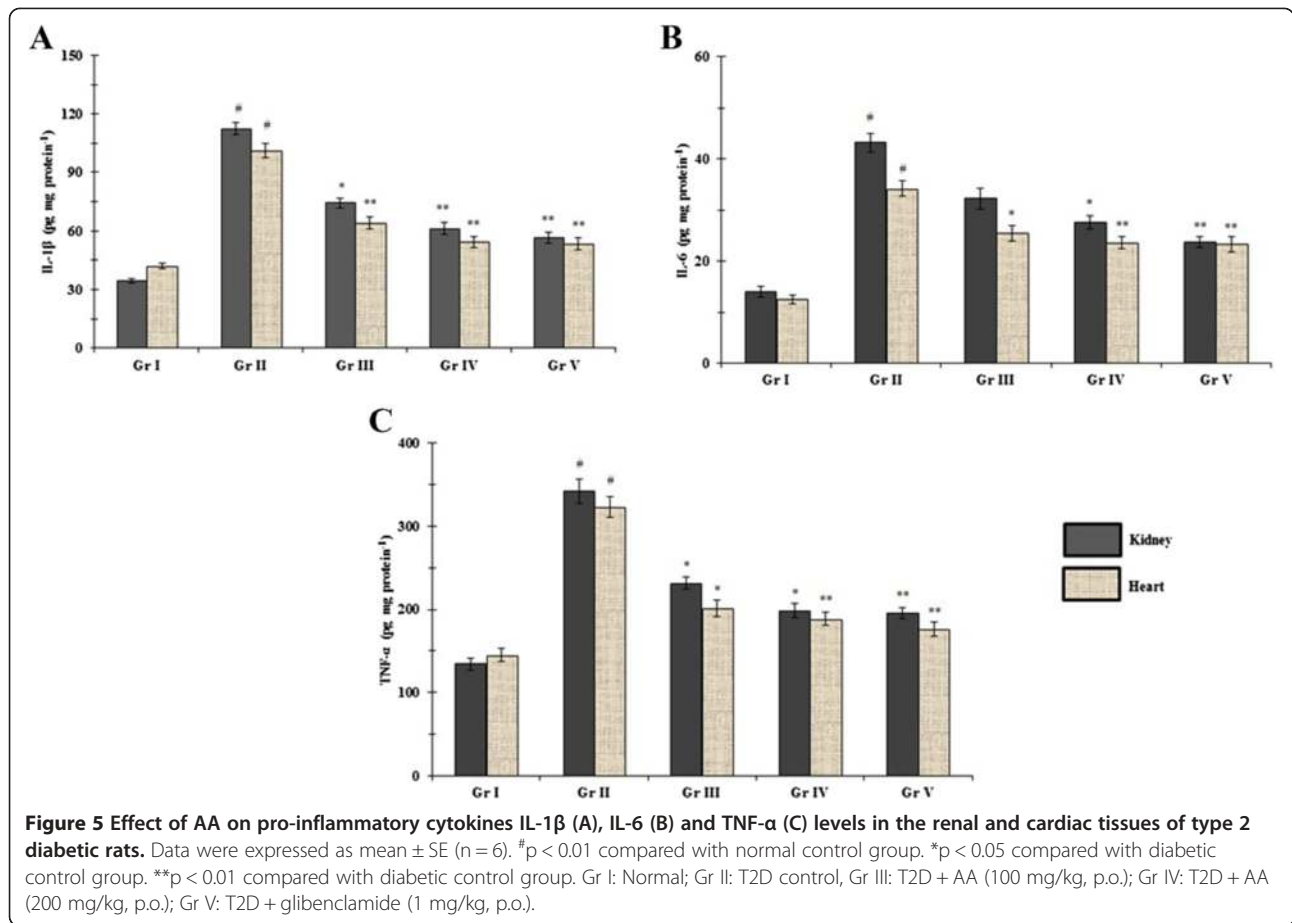 A
IL-1β (pg mg protein⁻¹)
150
120
90
60
30
0
# #
* **
** **
** **
Gr I Gr II Gr III Gr IV Gr V
B
IL-6 (pg mg protein⁻¹)
60
40
20
0
# #
*
* **
** **
Gr I Gr II Gr III Gr IV Gr V
C
TNF-α (pg mg protein⁻¹)
400
300
200
100
0
# #
* *
* **
** **
Gr I Gr II Gr III Gr IV Gr V
Kidney
Heart
Figure 5 Effect of AA on pro-inflammatory cytokines IL-1β (A), IL-6 (B) and TNF-α (C) levels in the renal and cardiac tissues of type 2
diabetic rats. Data were expressed as mean ± SE (n = 6). #p < 0.01 compared with normal control group. *p < 0.05 compared with diabetic
control group. **p < 0.01 compared with diabetic control group. Gr I: Normal; Gr II: T2D control, Gr III: T2D + AA (100 mg/kg, p.o.); Gr IV: T2D + AA
(200 mg/kg, p.o.); Gr V: T2D + glibenclamide (1 mg/kg, p.o.).